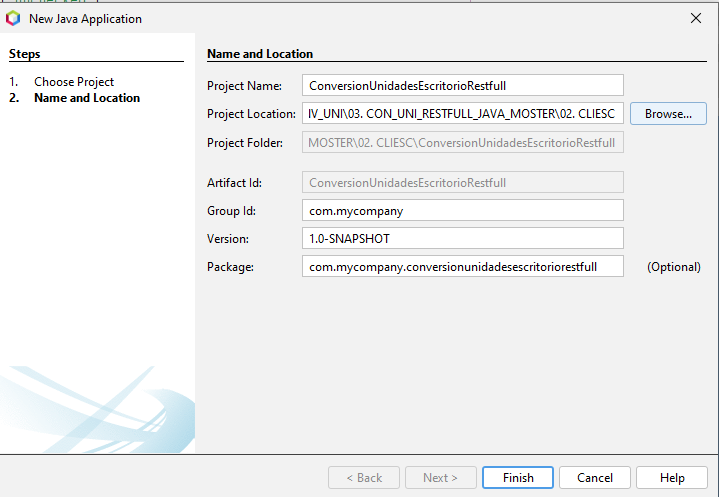 New Java Application
Steps
1. Choose Project
2. Name and Location
Name and Location
Project Name: ConversionUnidadesEscritorioRestfull
Project Location: IV_UNI\03. CON_UNI_RESTFULL_JAVA_MOSTER\02. CLIESC Browse...
Project Folder: MOSTER\02. CLIESC\ConversionUnidadesEscritorioRestfull
Artifact Id: ConversionUnidadesEscritorioRestfull
Group Id: com.mycompany
Version: 1.0-SNAPSHOT
Package: com.mycompany.conversionunidadesescritoriorestfull (Optional)
< Back Next > Finish Cancel Help